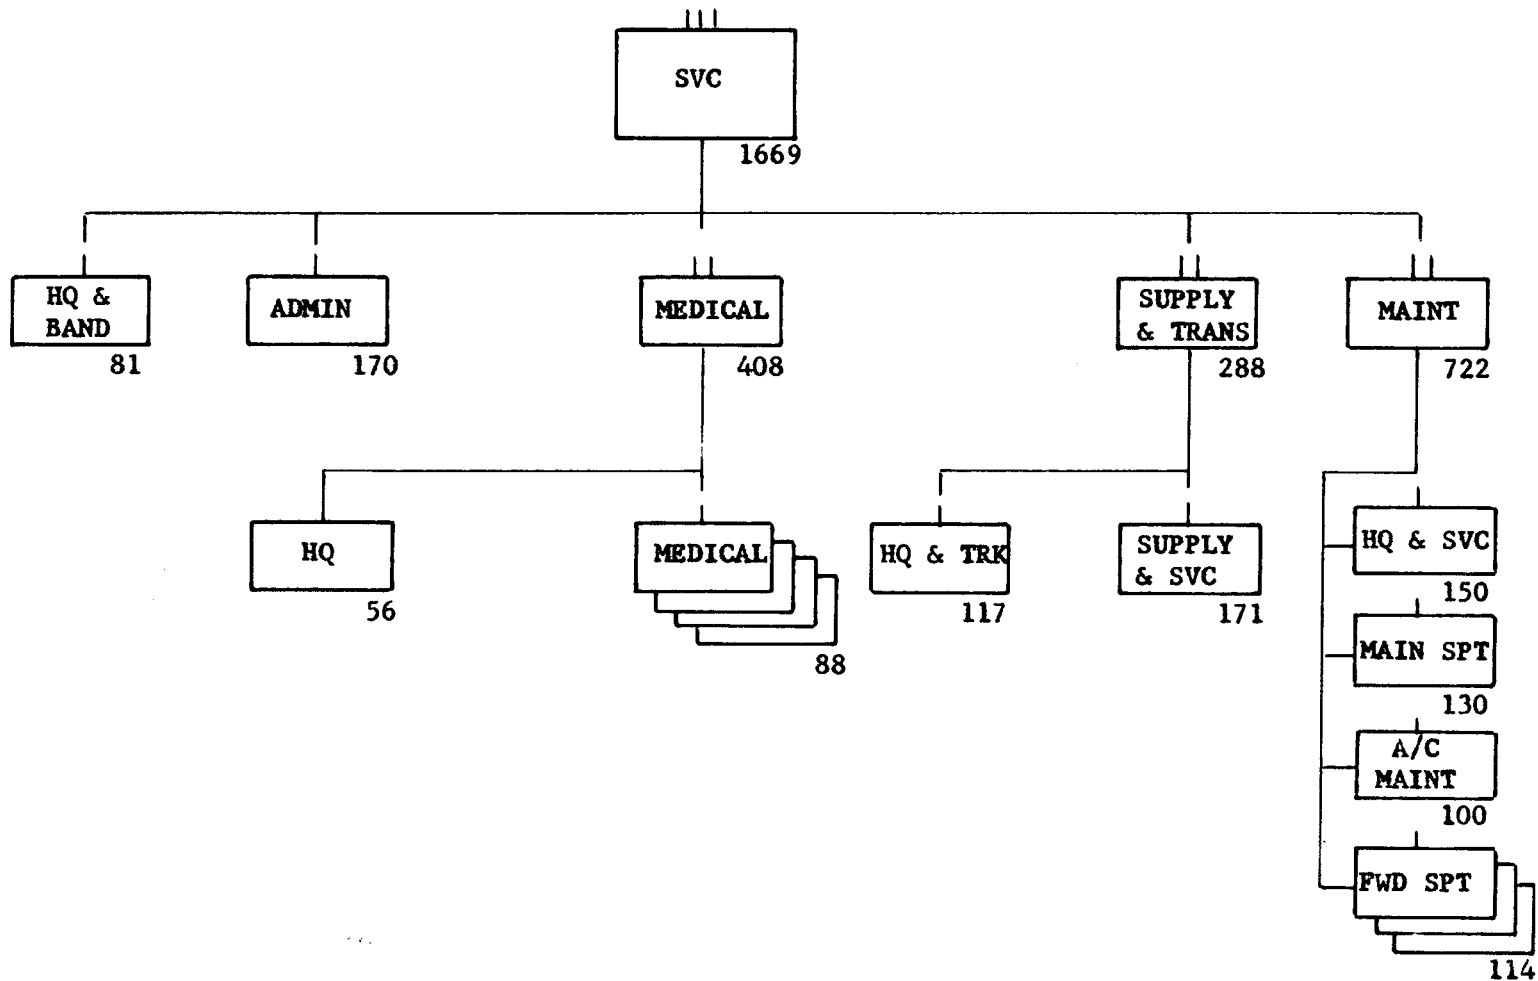 SVC
1669
HQ &
BAND
81
ADMIN
170
MEDICAL
408
SUPPLY
& TRANS
288
MAINT
722
HQ
56
MEDICAL
88
HQ & TRK
117
SUPPLY
& SVC
171
HQ & SVC
150
MAIN SPT
130
A/C
MAINT
100
FWD SPT
114